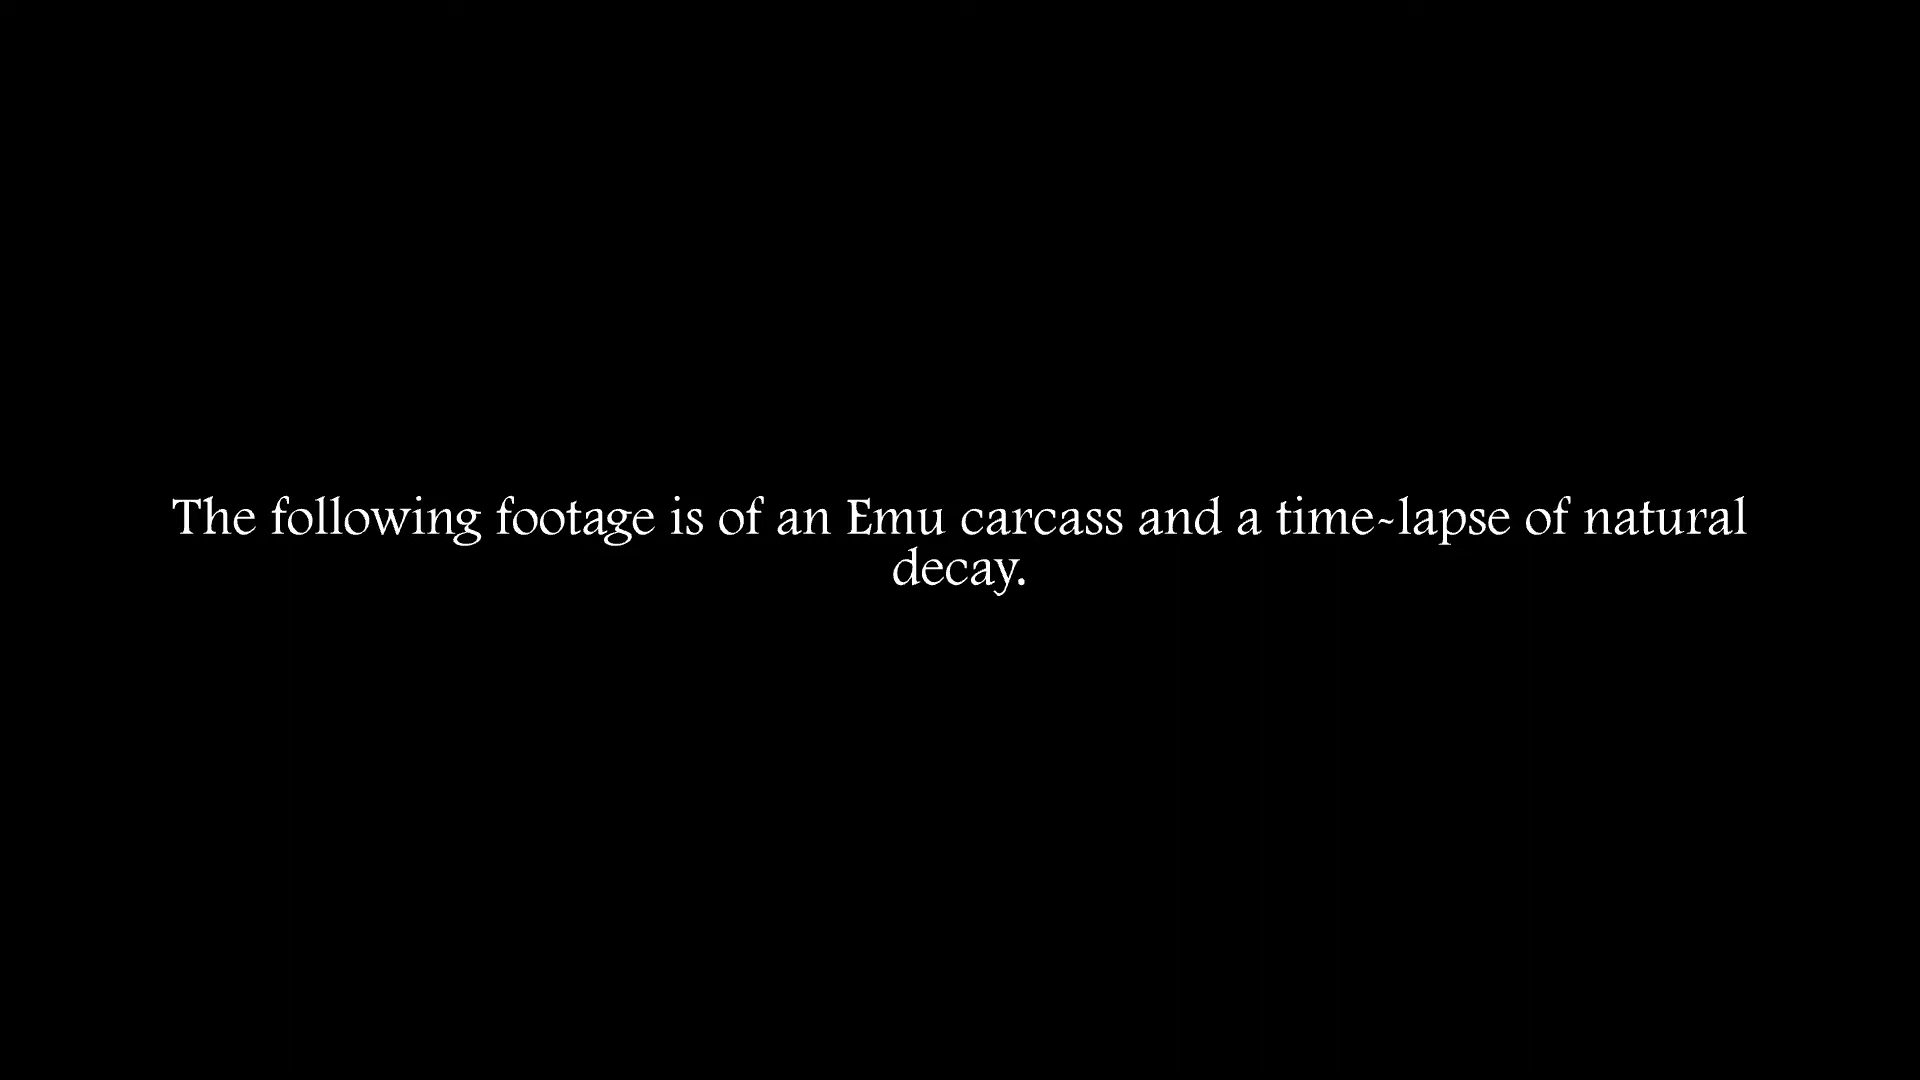 The following footage is of an Emu carcass and a time-lapse of natural
decay.